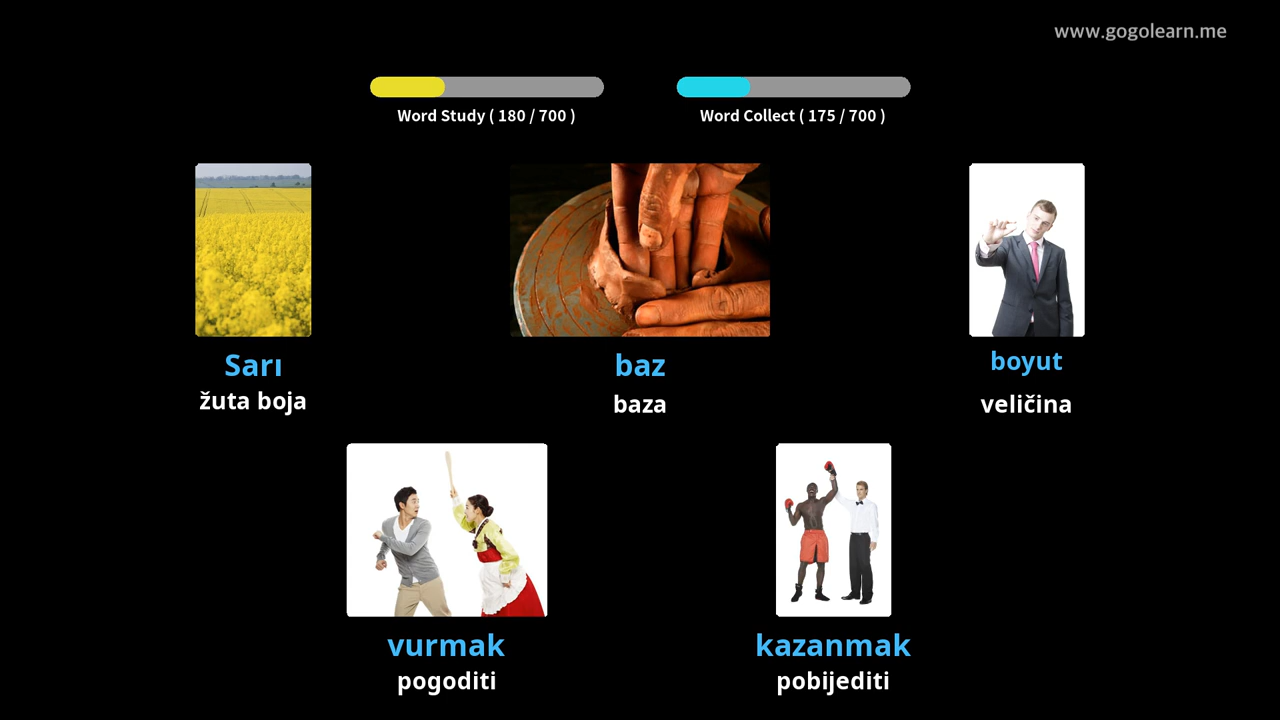 www.gogolearn.me
Word Study ( 180 / 700 )
Word Collect ( 175 / 700 )
Sarı
žuta boja
baz
baza
boyut
veličina
vurmak
pogoditi
kazanmak
pobijediti